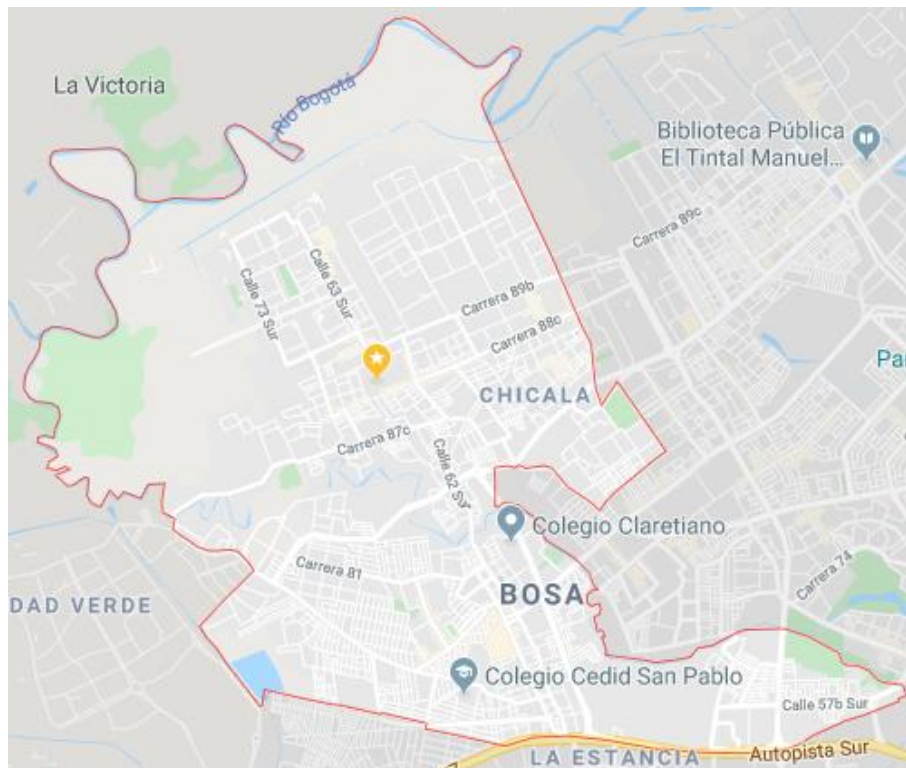 La Victoria
Río Bogotá
Biblioteca Pública
El Tintal Manuel...
Carrera 89c
Calle 63 Sur
Calle 73 Sur
Carrera 89b
Carrera 88c
Pa
CHICALA
Carrera 87c
Calle 62 Sur
Colegio Claretiano
Carrera 81
Carrera 74
BOSA
DAD VERDE
Colegio Cedid San Pablo
Calle 57b Sur
LA ESTANCIA
Autopista Sur